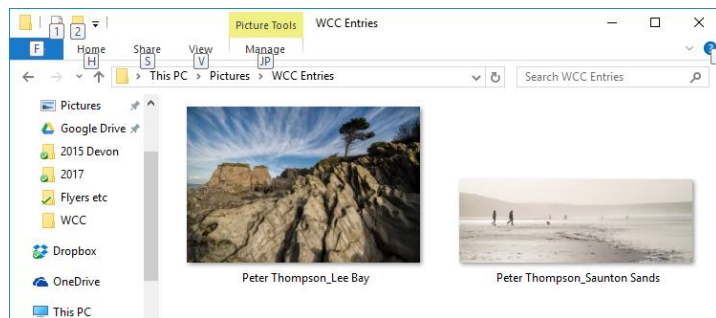 1 2 Picture Tools WCC Entries
F Home Share View Manage ?
H S V JP
This PC Pictures WCC Entries Search WCC Entries
Pictures
Google Drive
2015 Devon
2017
Flyers etc
WCC
Dropbox
OneDrive
This PC
Peter Thompson_Lee Bay Peter Thompson_Saunton Sands